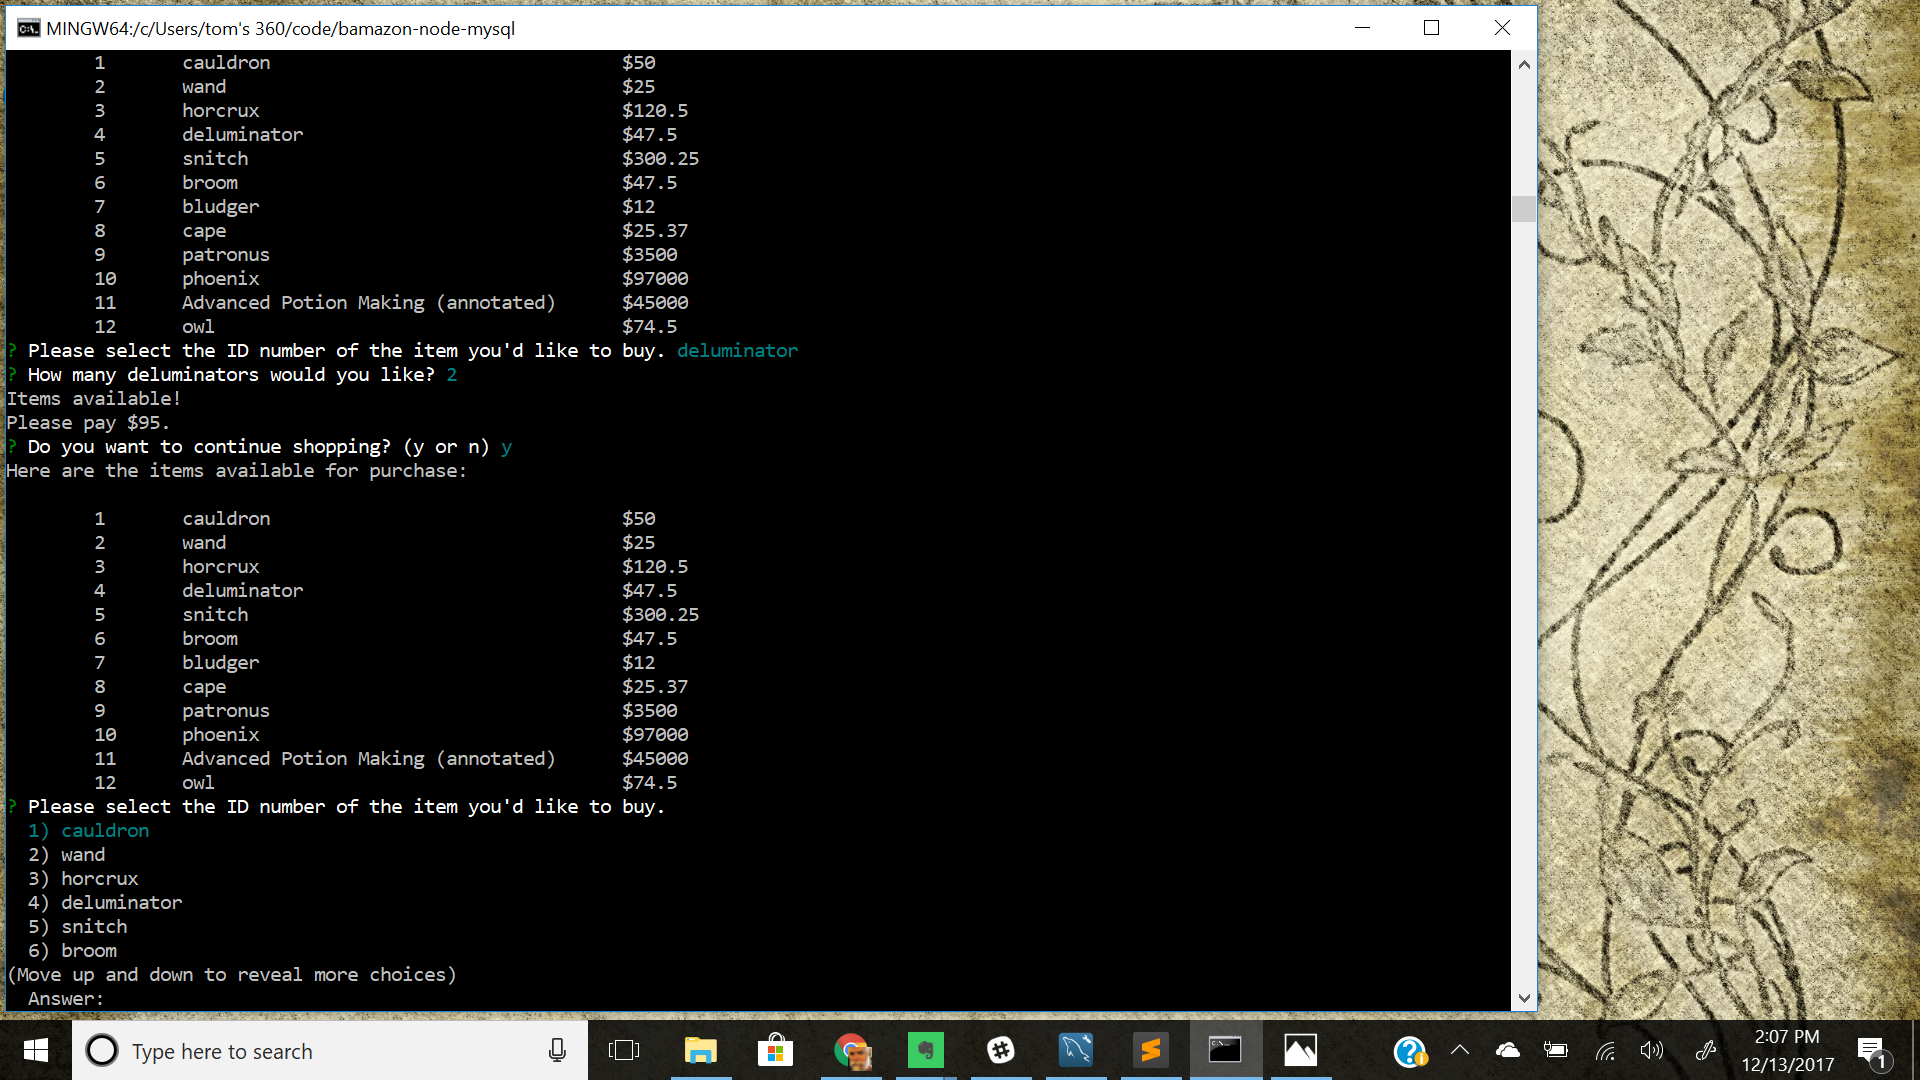 MINGW64:/c/Users/tom's 360/code/bamazon-node-mysql
1 cauldron $50
2 wand $25
3 horcrux $120.5
4 deluminator $47.5
5 snitch $300.25
6 broom $47.5
7 bludger $12
8 cape $25.37
9 patronus $3500
10 phoenix $97000
11 Advanced Potion Making (annotated) $45000
12 owl $74.5
? Please select the ID number of the item you'd like to buy. deluminator
? How many deluminators would you like? 2
Items available!
Please pay $95.
? Do you want to continue shopping? (y or n) y
Here are the items available for purchase:
1 cauldron $50
2 wand $25
3 horcrux $120.5
4 deluminator $47.5
5 snitch $300.25
6 broom $47.5
7 bludger $12
8 cape $25.37
9 patronus $3500
10 phoenix $97000
11 Advanced Potion Making (annotated) $45000
12 owl $74.5
? Please select the ID number of the item you'd like to buy.
1) cauldron
2) wand
3) horcrux
4) deluminator
5) snitch
6) broom
(Move up and down to reveal more choices)
Answer:
Type here to search
2:07 PM
12/13/2017
1